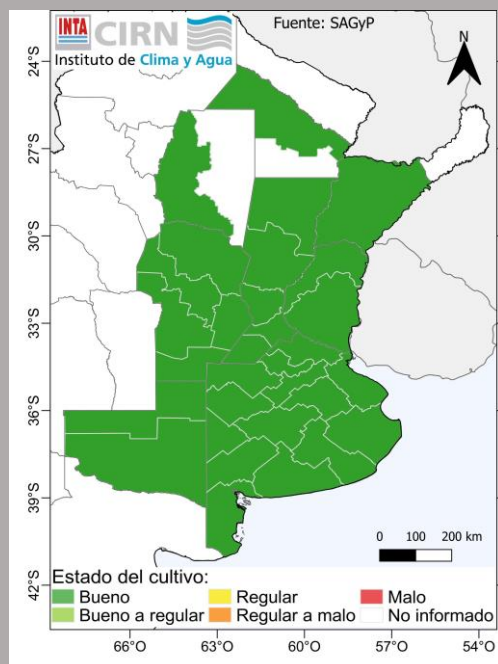 INTA CIRN
Instituto de Clima y Agua
Fuente: SAGyP
N
24°S
27°S
30°S
33°S
36°S
39°S
42°S
0 100 200 km
Estado del cultivo:
Bueno Regular Malo
Bueno a regular Regular a malo No informado
66°O 63°O 60°O 57°O 54°O